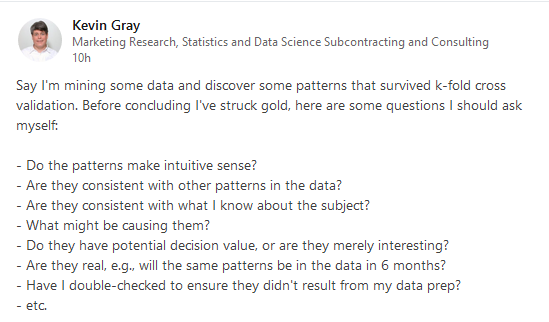 Kevin Gray
Marketing Research, Statistics and Data Science Subcontracting and Consulting
10h
Say I'm mining some data and discover some patterns that survived k-fold cross
validation. Before concluding I've struck gold, here are some questions I should ask
myself:
- Do the patterns make intuitive sense?
- Are they consistent with other patterns in the data?
- Are they consistent with what I know about the subject?
- What might be causing them?
- Do they have potential decision value, or are they merely interesting?
- Are they real, e.g., will the same patterns be in the data in 6 months?
- Have I double-checked to ensure they didn't result from my data prep?
- etc.